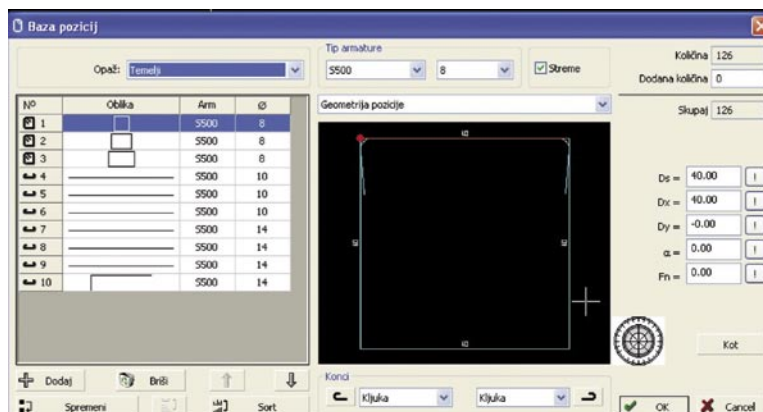 Baza pozicij
Opaž: Temelji
Tip armature
S500 8 Streme
Količina 126
Dodana količina 0
Skupaj 126
Nº Oblika Arm ø
1 S500 8
2 S500 8
3 S500 8
4 S500 10
5 S500 10
6 S500 10
7 S500 14
8 S500 14
9 S500 14
10 S500 14
Geometrija pozicije
Ds = 40.00 !
Dx = 40.00 !
Dy = -0.00 !
α = 0.00 !
Fn = 0.00 !
Kot
Dodaj Briši
Spremeni Sort
Konci
Kljuka Kljuka
OK Cancel